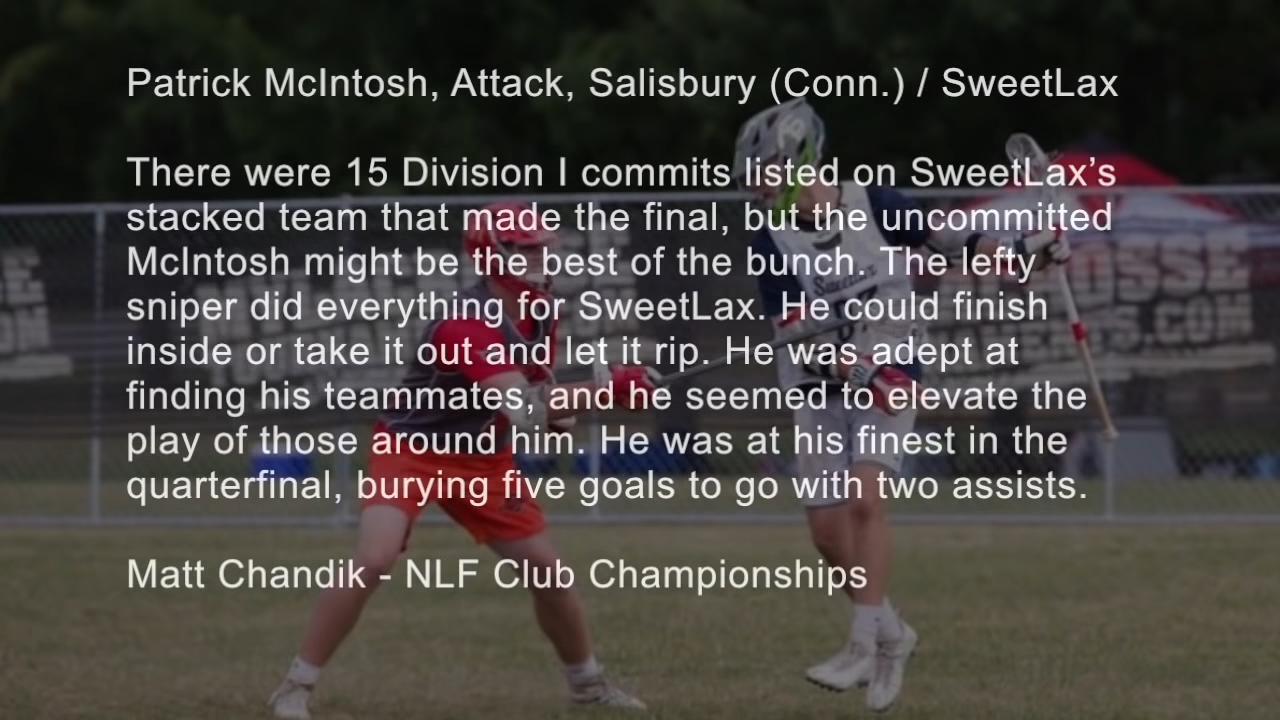 Patrick McIntosh, Attack, Salisbury (Conn.) / SweetLax
There were 15 Division I commits listed on SweetLax’s
stacked team that made the final, but the uncommitted
McIntosh might be the best of the bunch. The lefty
sniper did everything for SweetLax. He could finish
inside or take it out and let it rip. He was adept at
finding his teammates, and he seemed to elevate the
play of those around him. He was at his finest in the
quarterfinal, burying five goals to go with two assists.
Matt Chandik - NLF Club Championships